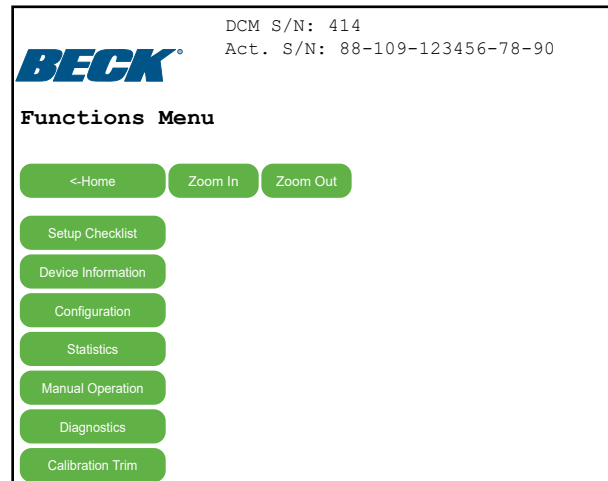 DCM S/N: 414
Act. S/N: 88-109-123456-78-90
BECK®
Functions Menu
<-Home Zoom In Zoom Out
Setup Checklist
Device Information
Configuration
Statistics
Manual Operation
Diagnostics
Calibration Trim